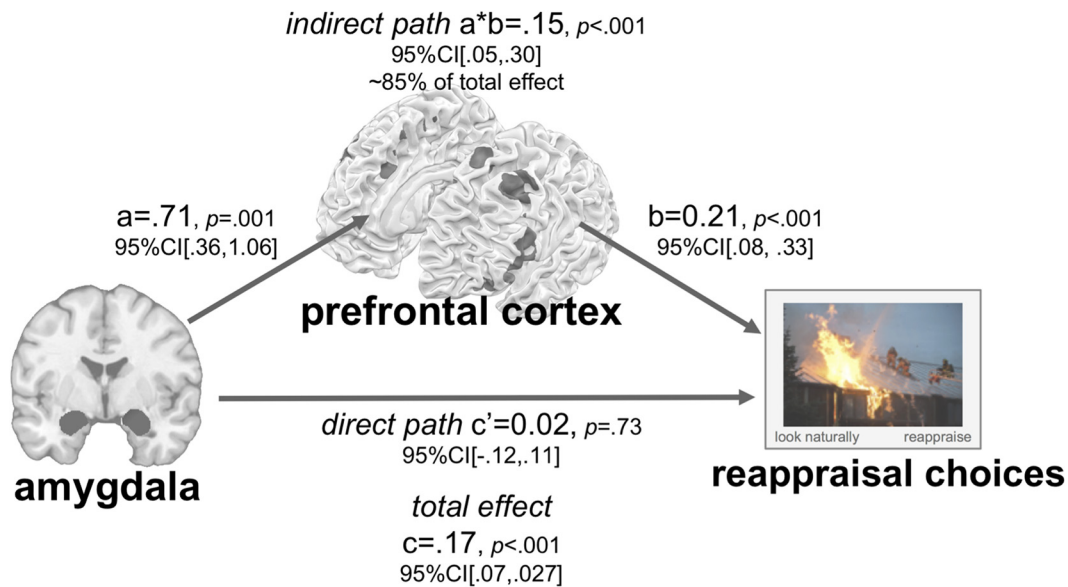 indirect path a*b=.15, p<.001
95%CI[.05,.30]
~85% of total effect
a=.71, p=.001
95%CI[.36,1.06]
b=0.21, p<.001
95%CI[.08, .33]
prefrontal cortex
direct path c’=0.02, p=.73
95%CI[-.12,.11]
look naturally
reappraise
amygdala
reappraisal choices
total effect
c=.17, p<.001
95%CI[.07,.027]